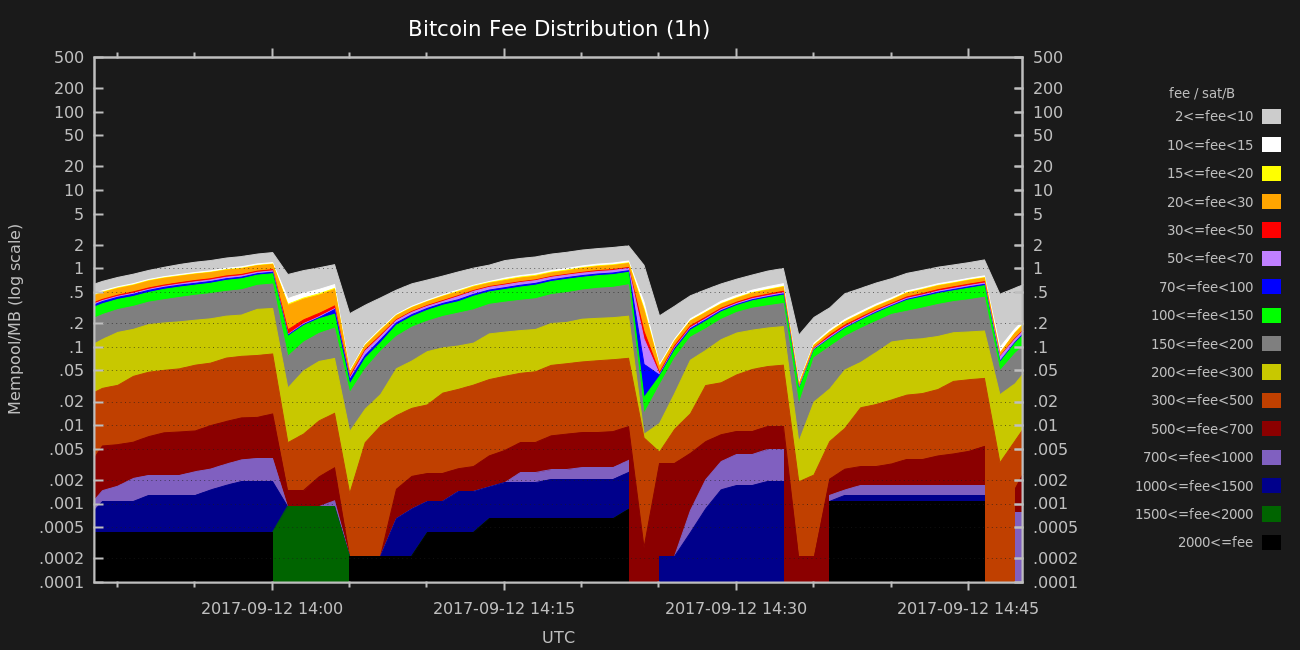 Bitcoin Fee Distribution (1h)
Mempool/MB (log scale)
500
200
100
50
20
10
5
2
1
.5
.2
.1
.05
.02
.01
.005
.002
.001
.0005
.0002
.0001
500
200
100
50
20
10
5
2
1
.5
.2
.1
.05
.02
.01
.005
.002
.001
.0005
.0002
.0001
2017-09-12 14:00
2017-09-12 14:15
2017-09-12 14:30
2017-09-12 14:45
UTC
fee / sat/B
2<=fee<10
10<=fee<15
15<=fee<20
20<=fee<30
30<=fee<50
50<=fee<70
70<=fee<100
100<=fee<150
150<=fee<200
200<=fee<300
300<=fee<500
500<=fee<700
700<=fee<1000
1000<=fee<1500
1500<=fee<2000
2000<=fee